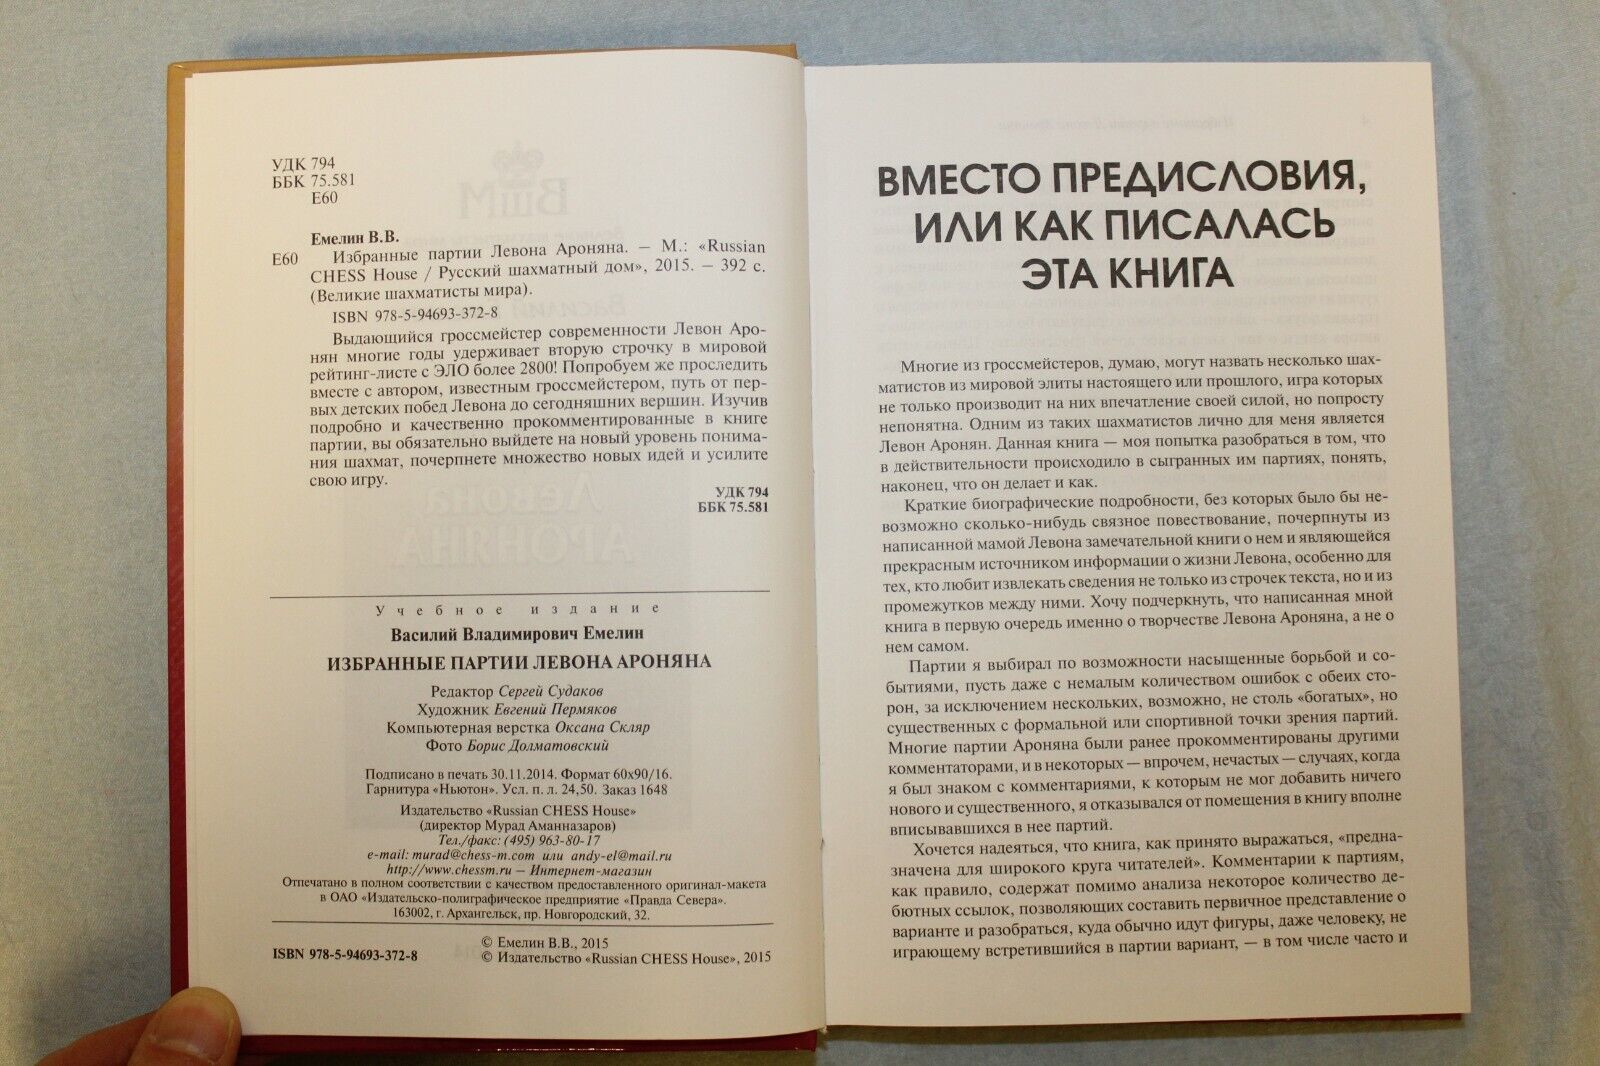 УДК 794
ББК 75.581
Е60
Емелин В.В.
Е60 Избранные партии Левона Ароняна. – М.: «Russian
CHESS House / Русский шахматный дом», 2015. – 392 с.
(Великие шахматисты мира).
ISBN 978-5-94693-372-8
Выдающийся гроссмейстер современности Левон Аро-
нян многие годы удерживает вторую строчку в мировой
рейтинг-листе с ЭЛО более 2800! Попробуем же проследить
вместе с автором, известным гроссмейстером, путь от пер-
вых детских побед Левона до сегодняшних вершин. Изучив
подробно и качественно прокомментированные в книге
партии, вы обязательно выйдете на новый уровень понима-
ния шахмат, почерпнете множество новых идей и усилите
свою игру.
УДК 794
ББК 75.581
Учебное издание
Василий Владимирович Емелин
ИЗБРАННЫЕ ПАРТИИ ЛЕВОНА АРОНЯНА
Редактор Сергей Судаков
Художник Евгений Пермяков
Компьютерная верстка Оксана Скляр
Фото Борис Долматовский
Подписано в печать 30.11.2014. Формат 60x90/16.
Гарнитура «Ньютон». Усл. п. л. 24,50. Заказ 1648
Издательство «Russian CHESS House»
(директор Мурад Аманназаров)
Тел./факс: (495) 963-80-17
e-mail: murad@chess-m.com или andy-el@mail.ru
http://www.chessm.ru – Интернет-магазин
Отпечатано в полном соответствии с качеством предоставленного оригинал-макета
в ОАО «Издательско-полиграфическое предприятие «Правда Севера».
163002, г. Архангельск, пр. Новгородский, 32.
© Емелин В.В., 2015
ISBN 978-5-94693-372-8 © Издательство «Russian CHESS House», 2015
ВМЕСТО ПРЕДИСЛОВИЯ,
ИЛИ КАК ПИСАЛАСЬ
ЭТА КНИГА
Многие из гроссмейстеров, думаю, могут назвать несколько шах-
матистов из мировой элиты настоящего или прошлого, игра которых
не только производит на них впечатление своей силой, но попросту
непонятна. Одним из таких шахматистов лично для меня является
Левон Аронян. Данная книга — моя попытка разобраться в том, что
в действительности происходило в сыгранных им партиях, понять,
наконец, что он делает и как.
Краткие биографические подробности, без которых было бы не-
возможно сколько-нибудь связное повествование, почерпнуты из
написанной мамой Левона замечательной книги о нем и являющейся
прекрасным источником информации о жизни Левона, особенно для
тех, кто любит извлекать сведения не только из строчек текста, но и из
промежутков между ними. Хочу подчеркнуть, что написанная мной
книга в первую очередь именно о творчестве Левона Ароняна, а не о
нем самом.
Партии я выбирал по возможности насыщенные борьбой и со-
бытиями, пусть даже с немалым количеством ошибок с обеих сто-
рон, за исключением нескольких, возможно, не столь «богатых», но
существенных с формальной или спортивной точки зрения партий.
Многие партии Ароняна были ранее прокомментированы другими
комментаторами, и в некоторых — впрочем, нечастых — случаях, когда
я был знаком с комментариями, к которым не мог добавить ничего
нового и существенного, я отказывался от помещения в книгу вполне
вписывавшихся в нее партий.
Хочется надеяться, что книга, как принято выражаться, «предна-
значена для широкого круга читателей». Комментарии к партиям,
как правило, содержат помимо анализа некоторое количество де-
бютных ссылок, позволяющих составить первичное представление о
варианте и разобраться, куда обычно идут фигуры, даже человеку, не
играющему встретившийся в партии вариант, — в том числе часто и